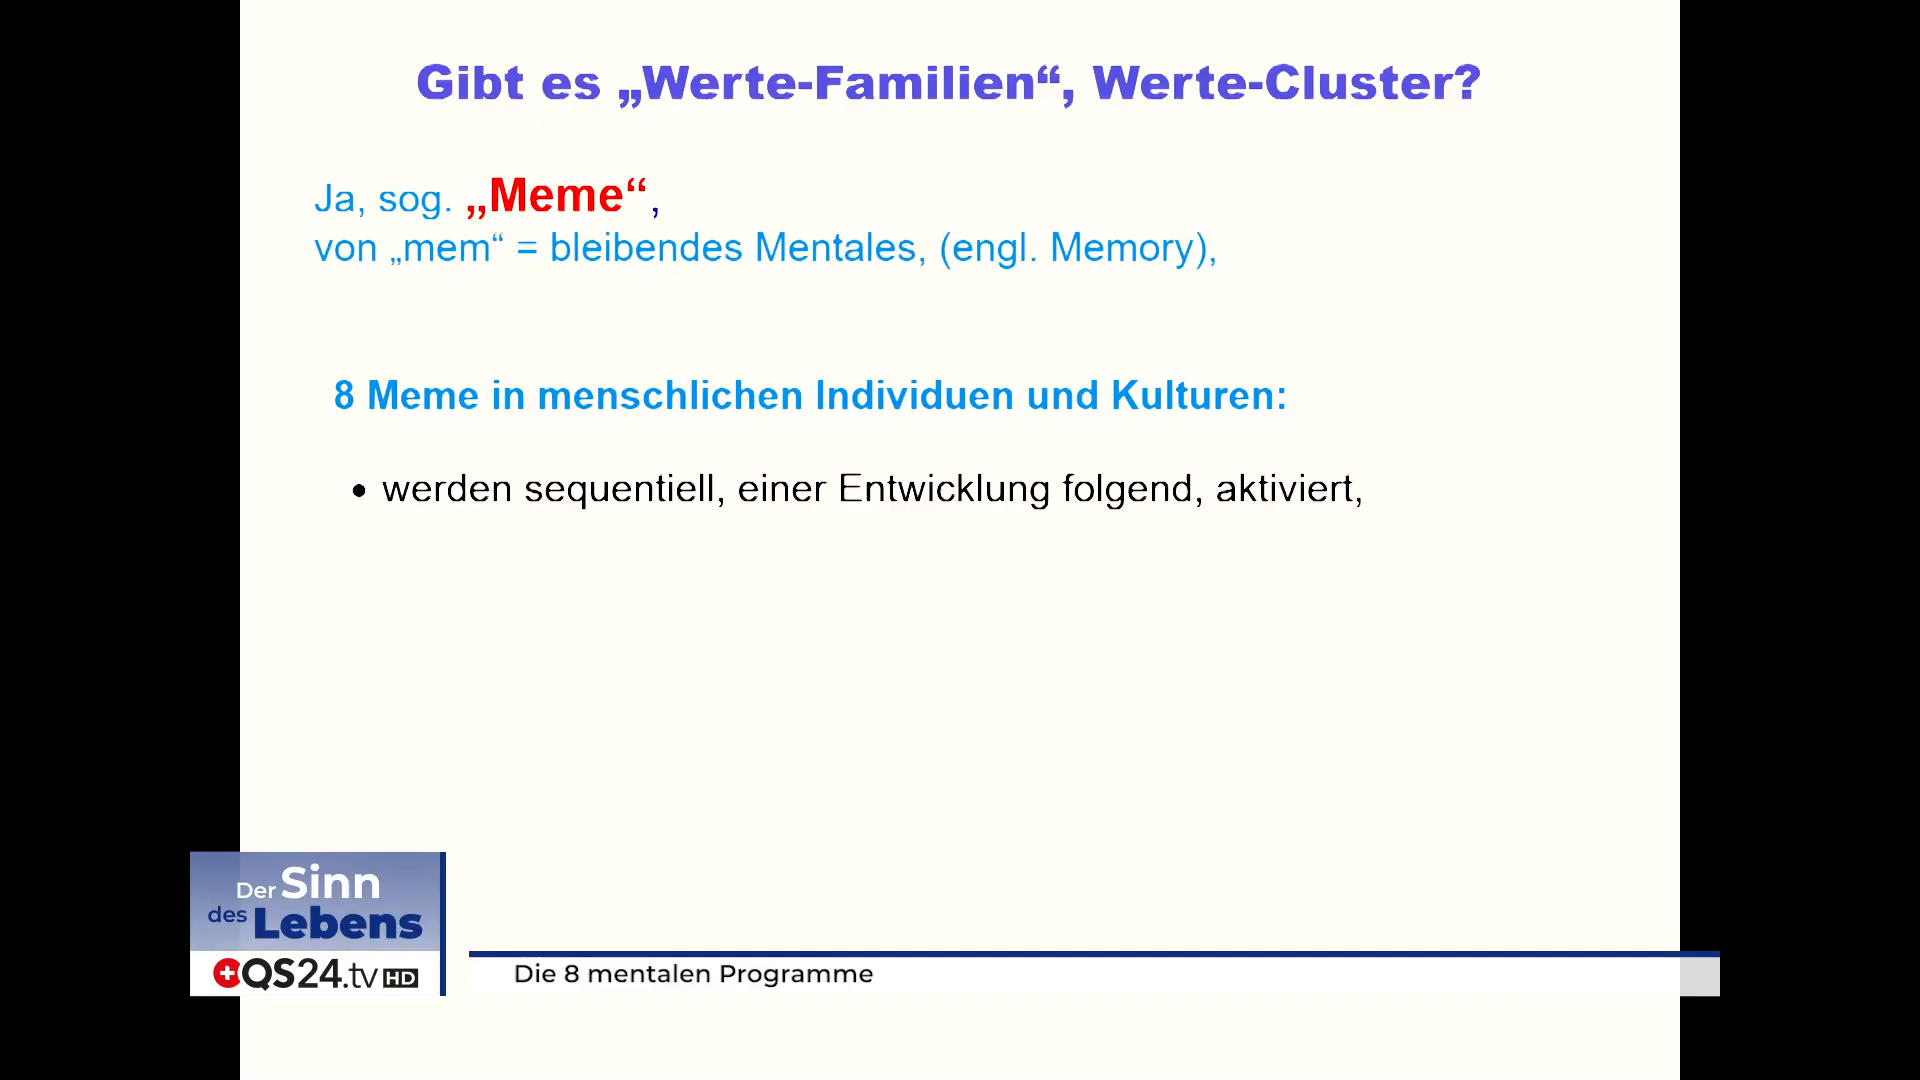 Gibt es „Werte-Familien“, Werte-Cluster?
Ja, sog. „Meme“,
von „mem“ = bleibendes Mentales, (engl. Memory),
8 Meme in menschlichen Individuen und Kulturen:
• werden sequentiell, einer Entwicklung folgend, aktiviert,
Der Sinn
des Lebens
QS24.tv HD
Die 8 mentalen Programme